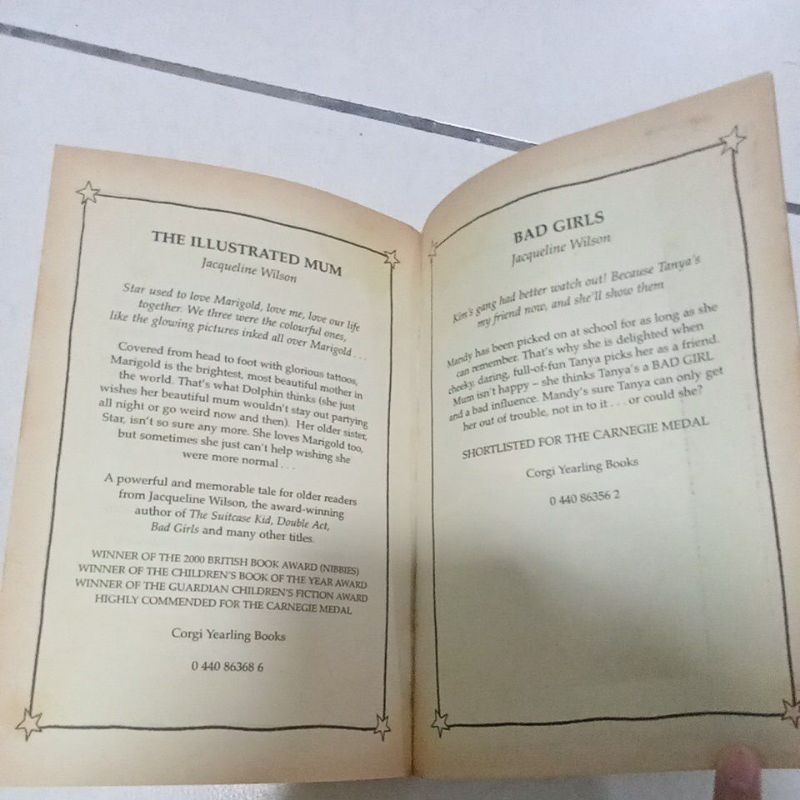 THE ILLUSTRATED MUM
Jacqueline Wilson
Star used to love Marigold, love me, love our life
together. We three were the colourful ones,
like the glowing pictures inked all over Marigold . . .
Covered from head to foot with glorious tattoos,
Marigold is the brightest, most beautiful mother in
the world. That's what Dolphin thinks (she just
wishes her beautiful mum wouldn't stay out partying
all night or go weird now and then). Her older sister,
Star, isn't so sure any more. She loves Marigold too,
but sometimes she just can't help wishing she
were more normal . . .
A powerful and memorable tale for older readers
from Jacqueline Wilson, the award-winning
author of The Suitcase Kid, Double Act,
Bad Girls and many other titles.
WINNER OF THE 2000 BRITISH BOOK AWARD (NIBBIES)
WINNER OF THE CHILDREN'S BOOK OF THE YEAR AWARD
WINNER OF THE GUARDIAN CHILDREN'S FICTION AWARD
HIGHLY COMMENDED FOR THE CARNEGIE MEDAL
Corgi Yearling Books
0 440 86368 6
BAD GIRLS
Jacqueline Wilson
Kim's gang had better watch out! Because Tanya's
my friend now, and she'll show them
Mandy has been picked on at school for as long as she
can remember. That's why she is delighted when
cheeky, daring, full-of-fun Tanya picks her as a friend.
Mum isn't happy – she thinks Tanya's a BAD GIRL
and a bad influence. Mandy's sure Tanya can only get
her out of trouble, not in to it . . . or could she?
SHORTLISTED FOR THE CARNEGIE MEDAL
Corgi Yearling Books
0 440 86356 2